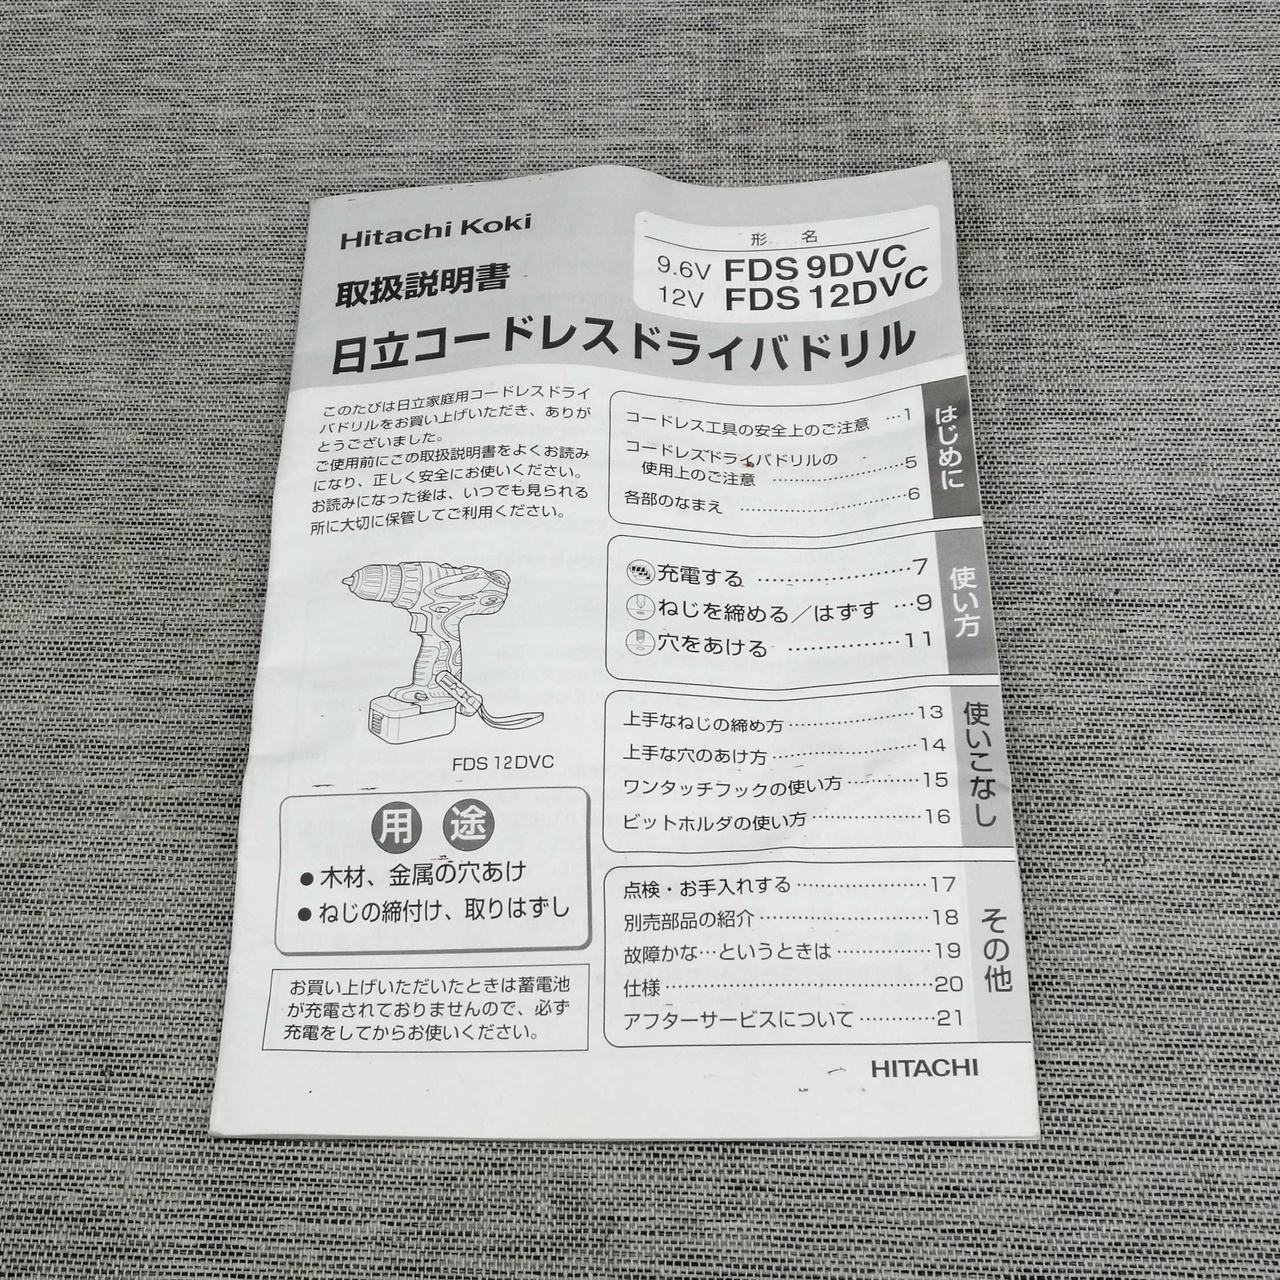 Hitachi Koki
取扱説明書
形 名
9.6V FDS 9DVC
12V FDS 12DVC
日立コードレスドライバドリル
このたびは日立家庭用コードレスドライ
バドリルをお買い上げいただき、ありが
とうございました。
ご使用前にこの取扱説明書をよくお読み
になり、正しく安全にお使いください。
お読みになった後は、いつでも見られる
所に大切に保管してご利用ください。
FDS 12DVC
用途
● 木材、金属の穴あけ
● ねじの締付け、取りはずし
お買い上げいただいたときは蓄電池
が充電されておりませんので、必ず
充電をしてからお使いください。
はじめに
コードレス工具の安全上のご注意 …1
コードレスドライバドリルの
使用上のご注意 ……………………5
各部のなまえ ………………………6
使い方
充電する ……………………7
ねじを締める／はずす …9
穴をあける ……………11
使いこなし
上手なねじの締め方………………13
上手な穴のあけ方…………………14
ワンタッチフックの使い方…………15
ビットホルダの使い方………………16
その他
点検・お手入れする…………………17
別売部品の紹介………………………18
故障かな…というときは……………19
仕様……………………………………20
アフターサービスについて…………21
HITACHI